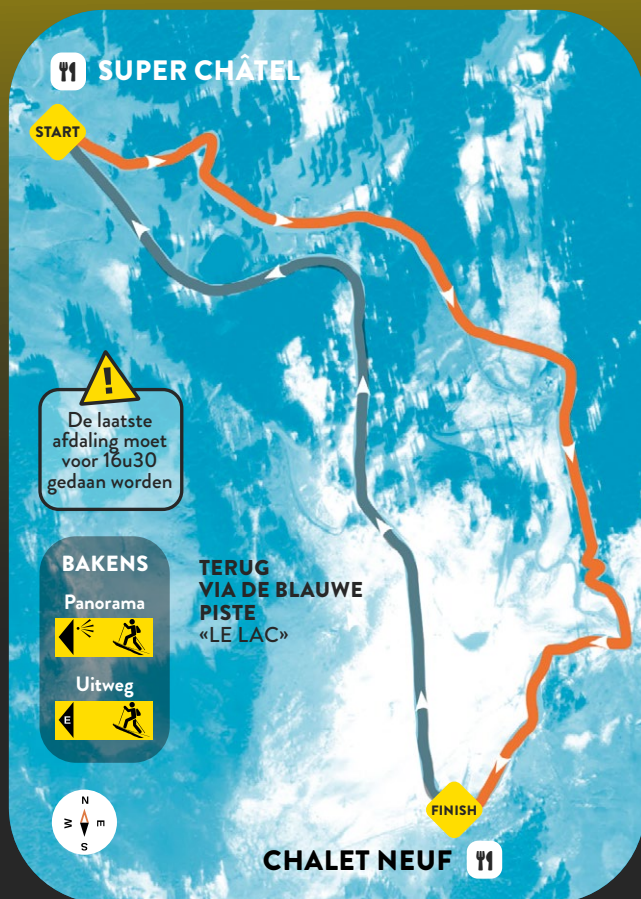 SUPER CHÂTEL
START
De laatste
afdaling moet
voor 16u30
gedaan worden
BAKENS
Panorama
Uitweg
E
TERUG
VIA DE BLAUWE
PISTE
«LE LAC»
N
W E
S
FINISH
CHALET NEUF